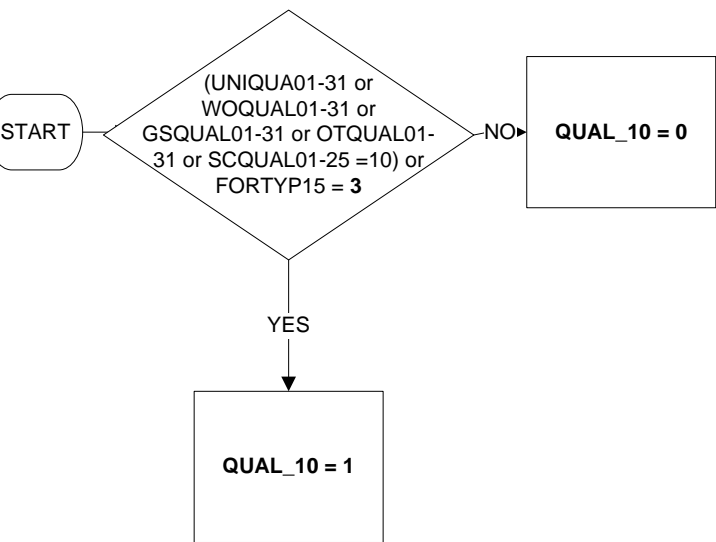 (UNIQUA01-31 or
WOQUAL01-31 or
GSQUAL01-31 or OTQUAL01-
31 or SCQUAL01-25 =10) or
FORTYP15 = 3
START
NO
QUAL_10 = 0
YES
QUAL_10 = 1